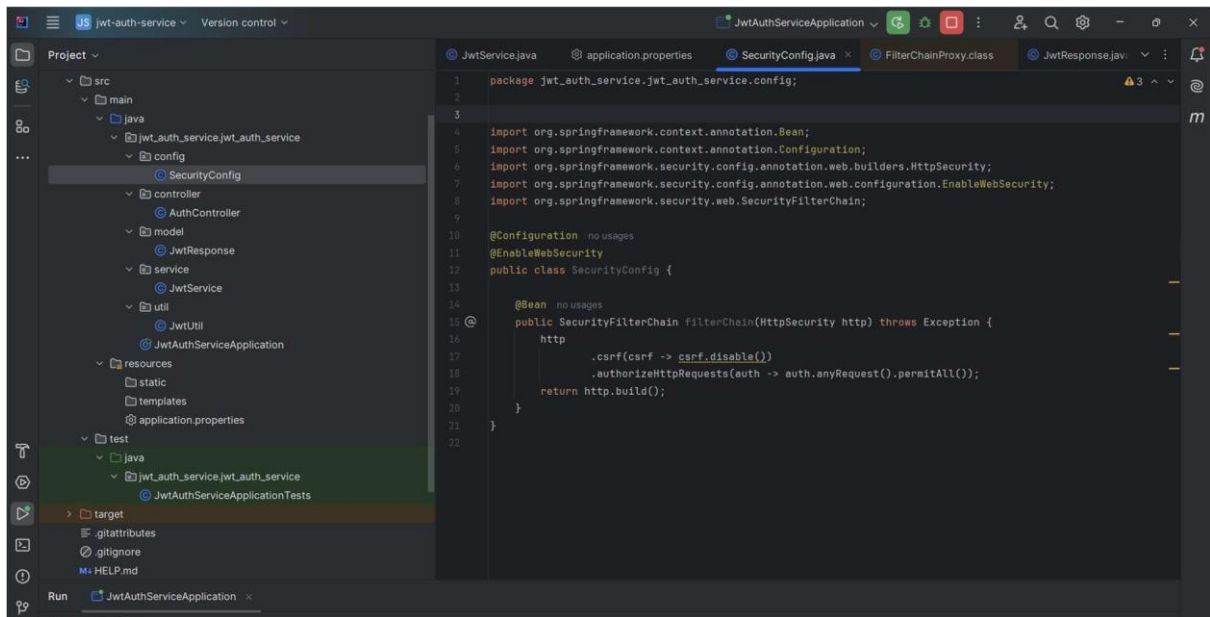 JS jwt-auth-service Version control JwtAuthServiceApplication
Project
JwtService.java application.properties SecurityConfig.java FilterChainProxy.class JwtResponse.java
src
main
java
jwt_auth_service.jwt_auth_service
config
SecurityConfig
controller
AuthController
model
JwtResponse
service
JwtService
util
JwtUtil
JwtAuthServiceApplication
resources
static
templates
application.properties
test
java
jwt_auth_service.jwt_auth_service
JwtAuthServiceApplicationTests
target
.gitattributes
.gitignore
M↓ HELP.md
1 package jwt_auth_service.jwt_auth_service.config; 3
2
3
4 import org.springframework.context.annotation.Bean;
5 import org.springframework.context.annotation.Configuration;
6 import org.springframework.security.config.annotation.web.builders.HttpSecurity;
7 import org.springframework.security.config.annotation.web.configuration.EnableWebSecurity;
8 import org.springframework.security.web.SecurityFilterChain;
9
10 @Configuration no usages
11 @EnableWebSecurity
12 public class SecurityConfig {
13
14 @Bean no usages
15 @ public SecurityFilterChain filterChain(HttpSecurity http) throws Exception {
16 http
17 .csrf(csrf -> csrf.disable())
18 .authorizeHttpRequests(auth -> auth.anyRequest().permitAll());
19 return http.build();
20 }
21 }
22
m
Run JwtAuthServiceApplication